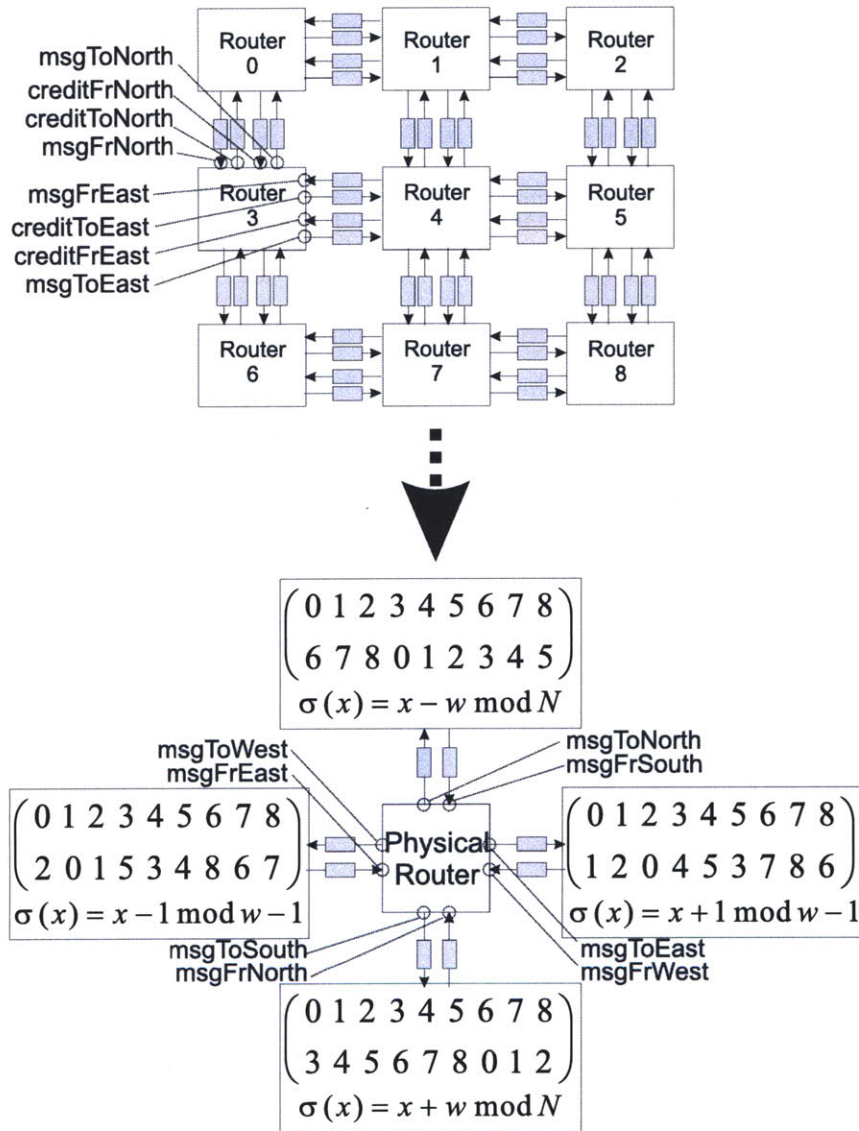 Router 0
Router 1
Router 2
msgToNorth
creditFrNorth
creditToNorth
msgFrNorth
msgFrEast
creditToEast
creditFrEast
msgToEast
Router 3
Router 4
Router 5
Router 6
Router 7
Router 8
0 1 2 3 4 5 6 7 8
6 7 8 0 1 2 3 4 5
σ(x) = x − w mod N
msgToWest
msgFrEast
msgToNorth
msgFrSouth
0 1 2 3 4 5 6 7 8
2 0 1 5 3 4 8 6 7
σ(x) = x − 1 mod w − 1
Physical
Router
0 1 2 3 4 5 6 7 8
1 2 0 4 5 3 7 8 6
σ(x) = x + 1 mod w − 1
msgToSouth
msgFrNorth
msgToEast
msgFrWest
0 1 2 3 4 5 6 7 8
3 4 5 6 7 8 0 1 2
σ(x) = x + w mod N